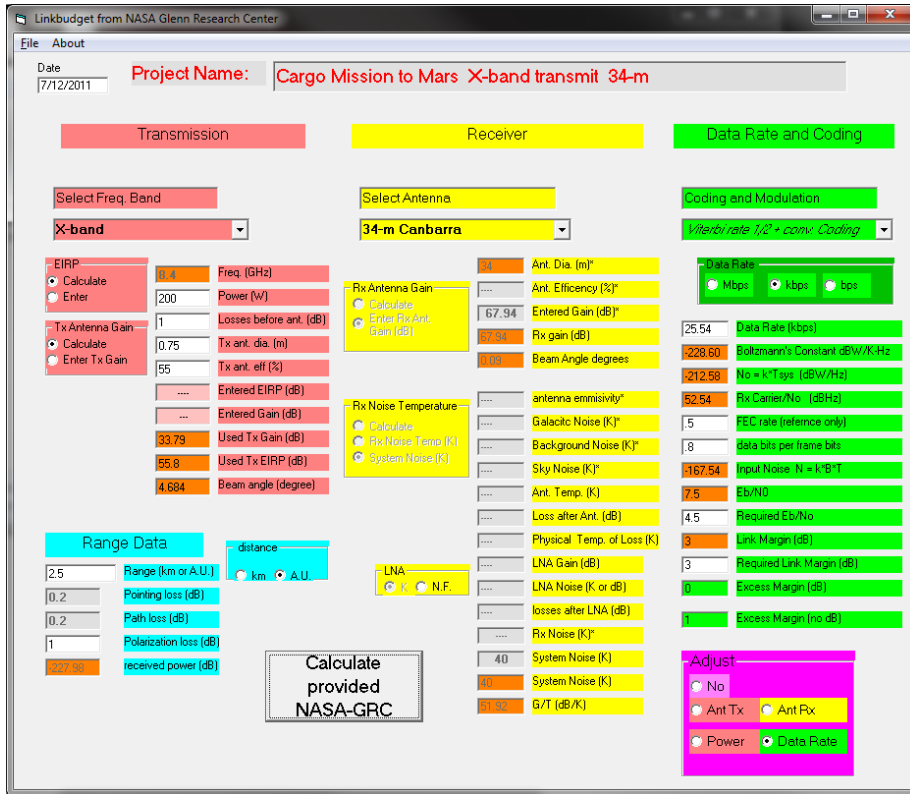 Linkbudget from NASA Glenn Research Center
File About
Date
7/12/2011
Project Name:
Cargo Mission to Mars X-band transmit 34-m
Transmission
Receiver
Data Rate and Coding
Select Freq. Band
Select Antenna
Coding and Modulation
X-band
34-m Canbarra
Viterbi rate 1/2 + conv. Coding
EIRP
Calculate
Enter
Tx Antenna Gain
Calculate
Enter Tx Gain
8.4 Freq. (GHz)
200 Power (W)
1 Losses before ant. (dB)
0.75 Tx ant. dia. (m)
55 Tx ant. eff (%)
---- Entered EIRP (dB)
--- Entered Gain (dB)
33.79 Used Tx Gain (dB)
55.8 Used Tx EIRP (dB)
4.684 Beam angle (degree)
Range Data
distance
km A.U.
2.5 Range (km or A.U.)
0.2 Pointing loss (dB)
0.2 Path loss (dB)
1 Polarization loss (dB)
-227.98 received power (dB)
Rx Antenna Gain
Calculate
Enter Rx Ant.
Gain (dB)
Rx Noise Temperature
Calculate
Rx Noise Temp (K)
System Noise (K)
LNA
K N.F.
Calculate
provided
NASA-GRC
34 Ant. Dia. (m)*
---- Ant. Efficency (%)*
67.94 Entered Gain (dB)*
67.94 Rx gain (dB)
0.09 Beam Angle degrees
---- antenna emmisivity*
---- Galacitc Noise (K)*
---- Background Noise (K)*
---- Sky Noise (K)*
---- Ant. Temp. (K)
---- Loss after Ant. (dB)
---- Physical Temp. of Loss (K)
---- LNA Gain (dB)
---- LNA Noise (K or dB)
---- losses after LNA (dB)
---- Rx Noise (K)*
40 System Noise (K)
40 System Noise (K)
51.92 G/T (dB/K)
Data Rate
Mbps kbps bps
25.54 Data Rate (kbps)
-228.60 Boltzmann's Constant dBW/K-Hz
-212.58 No = k*Tsys (dBW/Hz)
52.54 Rx Carrier/No (dBHz)
.5 FEC rate (refernce only)
.8 data bits per frame bits
-167.54 Input Noise N = k*B*T
7.5 Eb/N0
4.5 Required Eb/No
3 Link Margin (dB)
3 Required Link Margin (dB)
0 Excess Margin (dB)
1 Excess Margin (no dB)
Adjust
No
Ant Tx Ant Rx
Power Data Rate